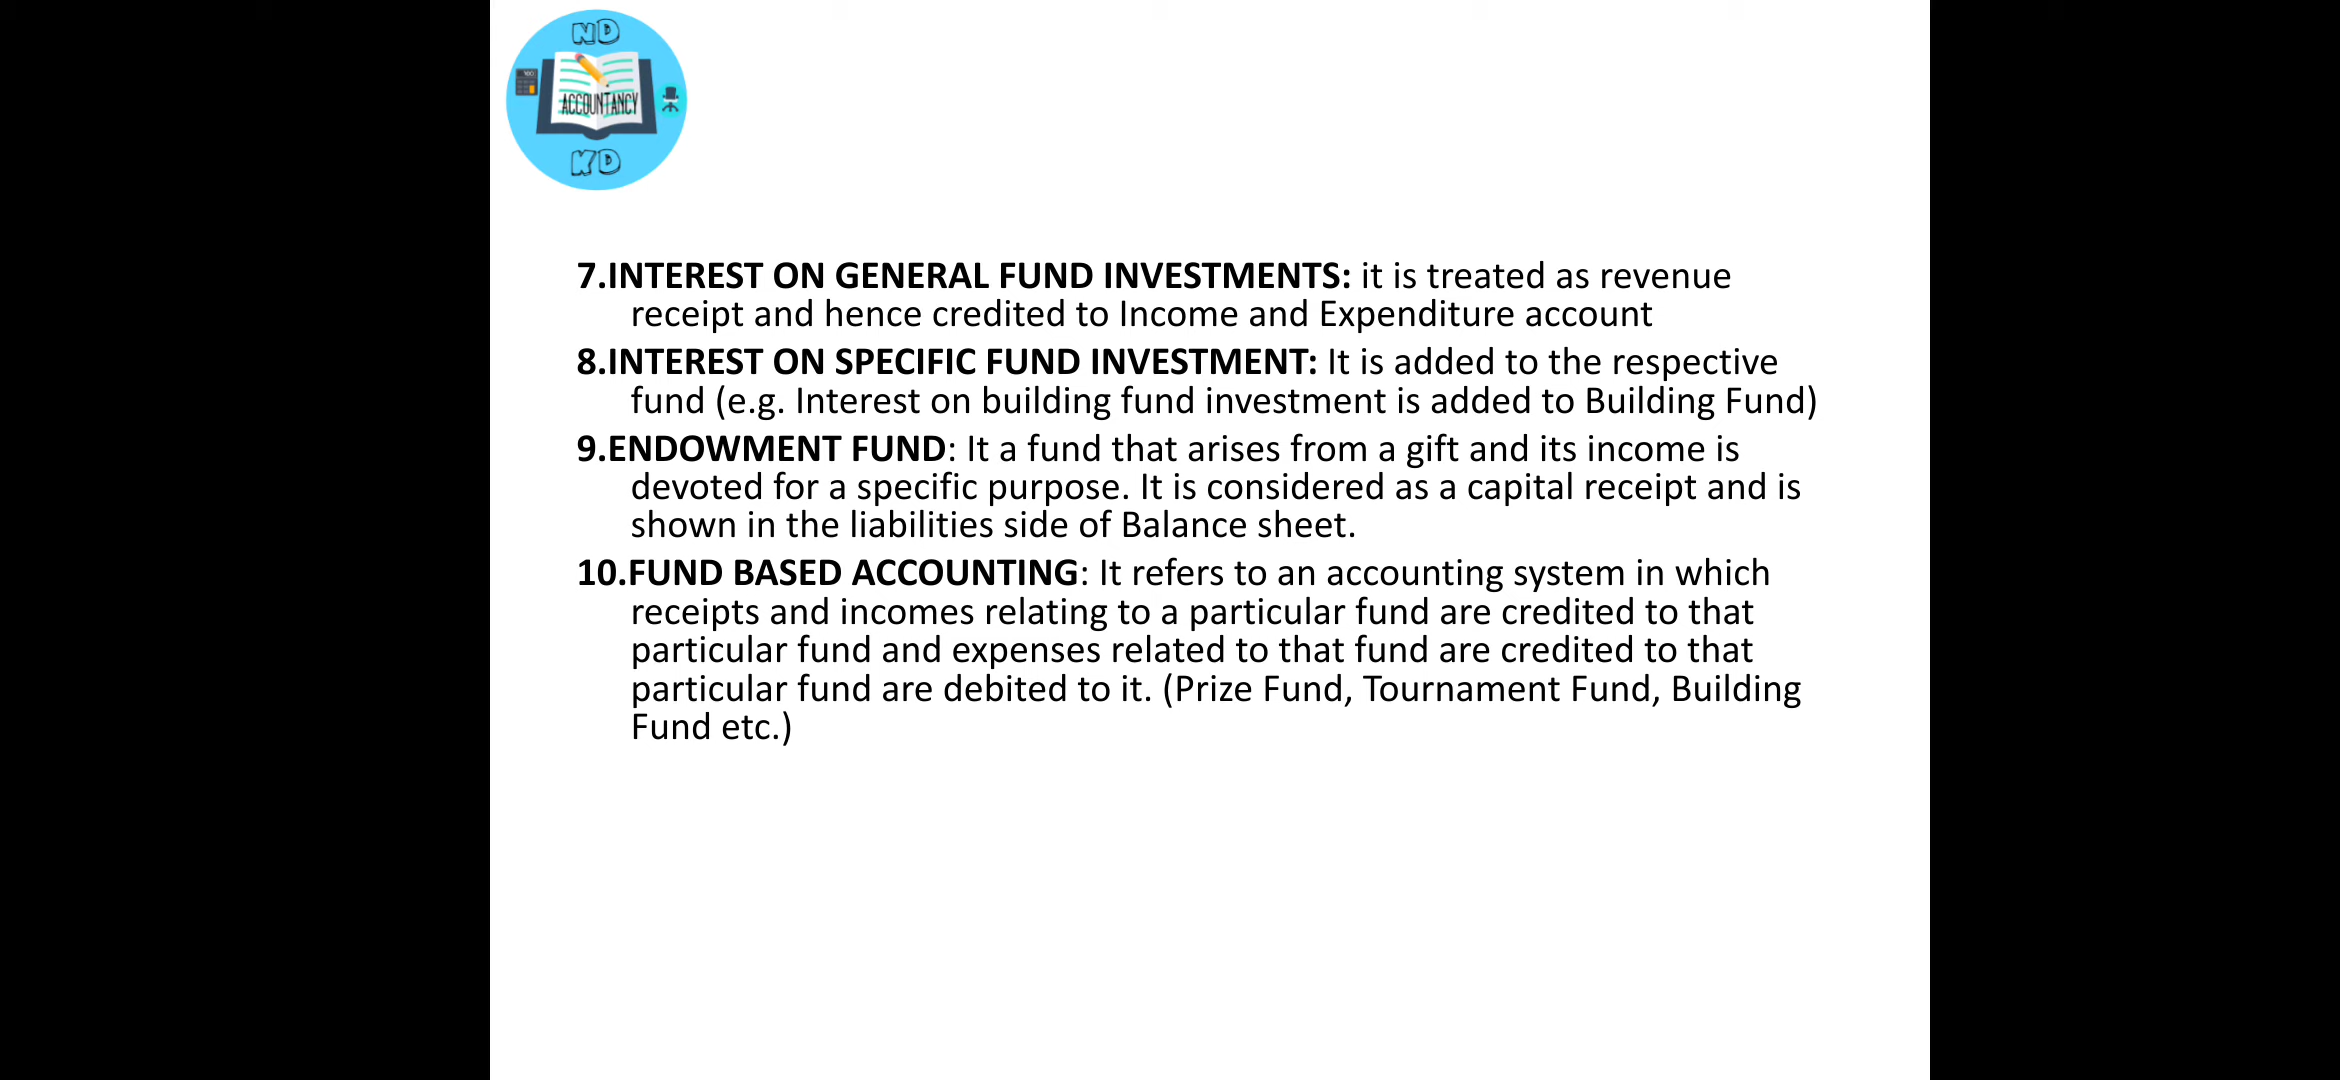 ND
ACCOUNTANCY
KD
7.INTEREST ON GENERAL FUND INVESTMENTS: it is treated as revenue
receipt and hence credited to Income and Expenditure account
8.INTEREST ON SPECIFIC FUND INVESTMENT: It is added to the respective
fund (e.g. Interest on building fund investment is added to Building Fund)
9.ENDOWMENT FUND: It a fund that arises from a gift and its income is
devoted for a specific purpose. It is considered as a capital receipt and is
shown in the liabilities side of Balance sheet.
10.FUND BASED ACCOUNTING: It refers to an accounting system in which
receipts and incomes relating to a particular fund are credited to that
particular fund and expenses related to that fund are credited to that
particular fund are debited to it. (Prize Fund, Tournament Fund, Building
Fund etc.)